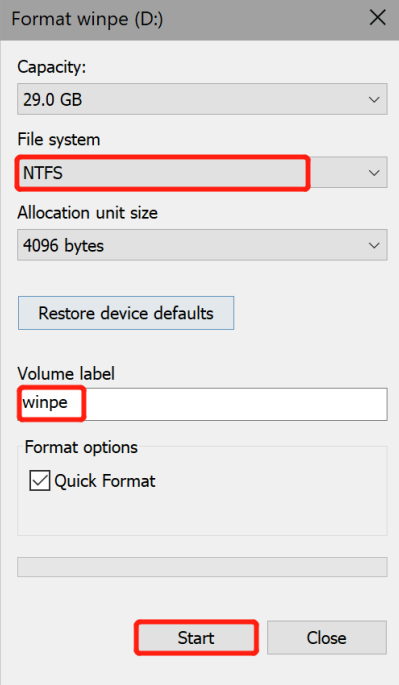 Format winpe (D:)
Capacity:
29.0 GB
File system
NTFS
Allocation unit size
4096 bytes
Restore device defaults
Volume label
winpe
Format options
Quick Format
Start
Close